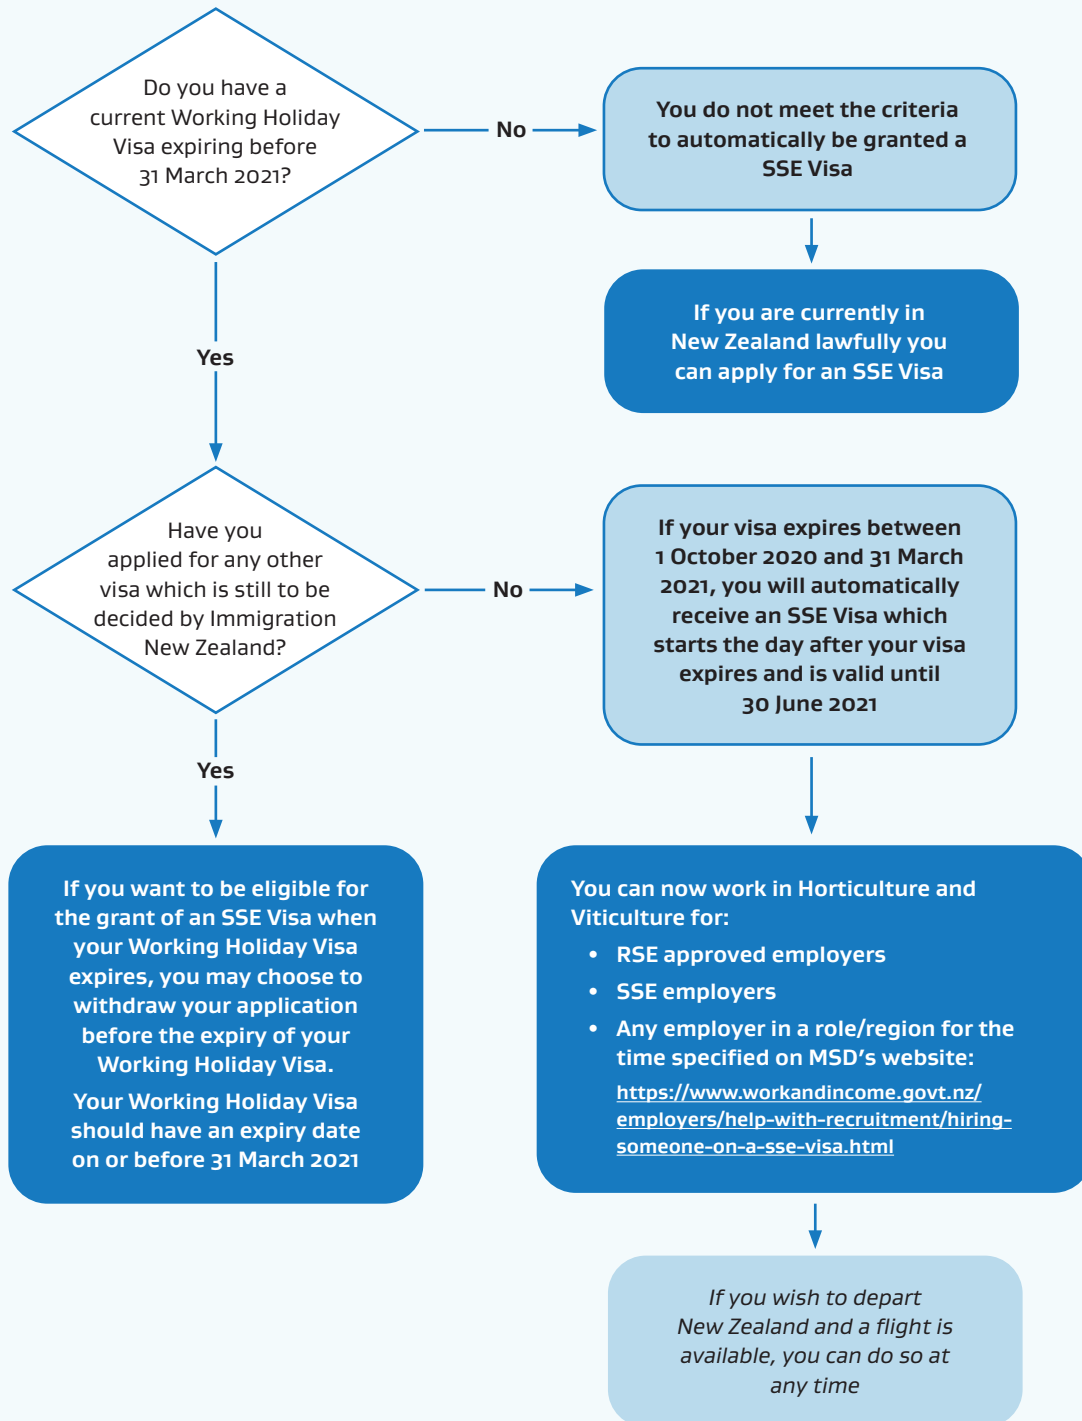 Do you have a
current Working Holiday
Visa expiring before
31 March 2021?
No
You do not meet the criteria
to automatically be granted a
SSE Visa
If you are currently in
New Zealand lawfully you
can apply for an SSE Visa
Yes
Have you
applied for any other
visa which is still to be
decided by Immigration
New Zealand?
No
If your visa expires between
1 October 2020 and 31 March
2021, you will automatically
receive an SSE Visa which
starts the day after your visa
expires and is valid until
30 June 2021
Yes
If you want to be eligible for
the grant of an SSE Visa when
your Working Holiday Visa
expires, you may choose to
withdraw your application
before the expiry of your
Working Holiday Visa.
Your Working Holiday Visa
should have an expiry date
on or before 31 March 2021
You can now work in Horticulture and
Viticulture for:
• RSE approved employers
• SSE employers
• Any employer in a role/region for the
time specified on MSD's website:
https://www.workandincome.govt.nz/
employers/help-with-recruitment/hiring-
someone-on-a-sse-visa.html
If you wish to depart
New Zealand and a flight is
available, you can do so at
any time